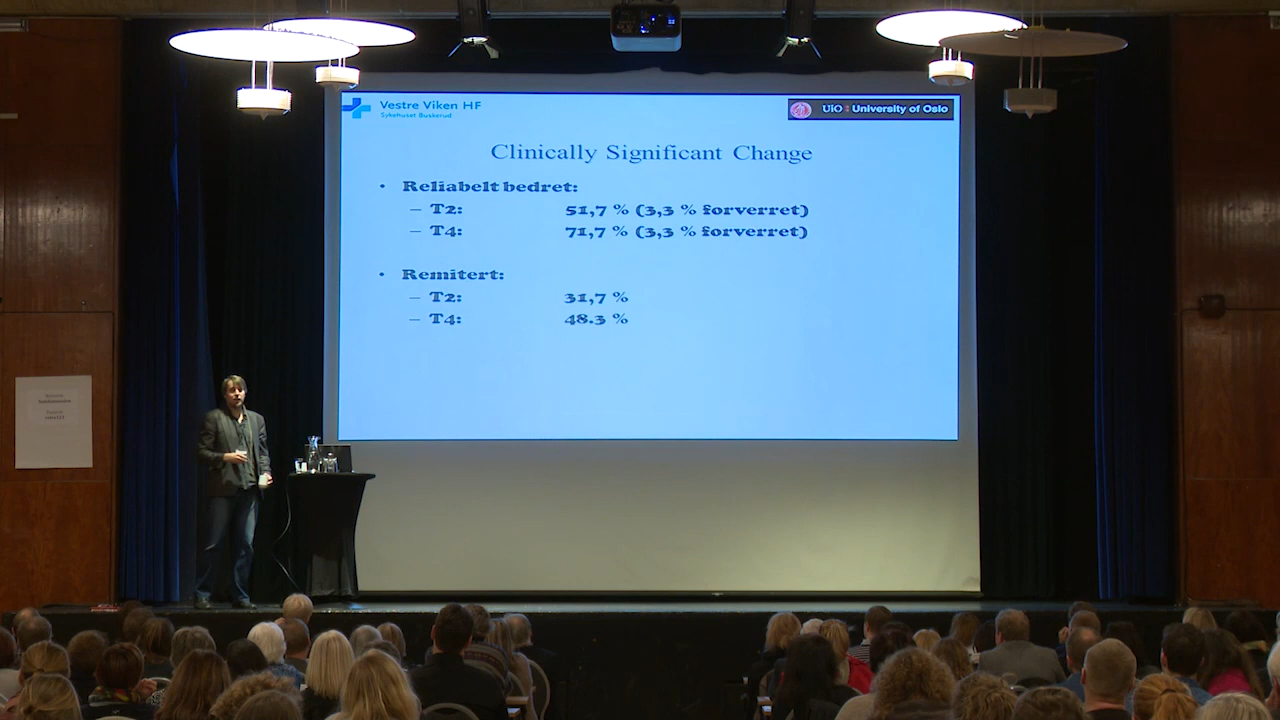 Vestre Viken HF
Sykehuset Buskerud
UiO University of Oslo
Clinically Significant Change
• Reliabelt bedret:
– T2: 51,7 % (3,3 % forverret)
– T4: 71,7 % (3,3 % forverret)
• Remitert:
– T2: 31,7 %
– T4: 48.3 %